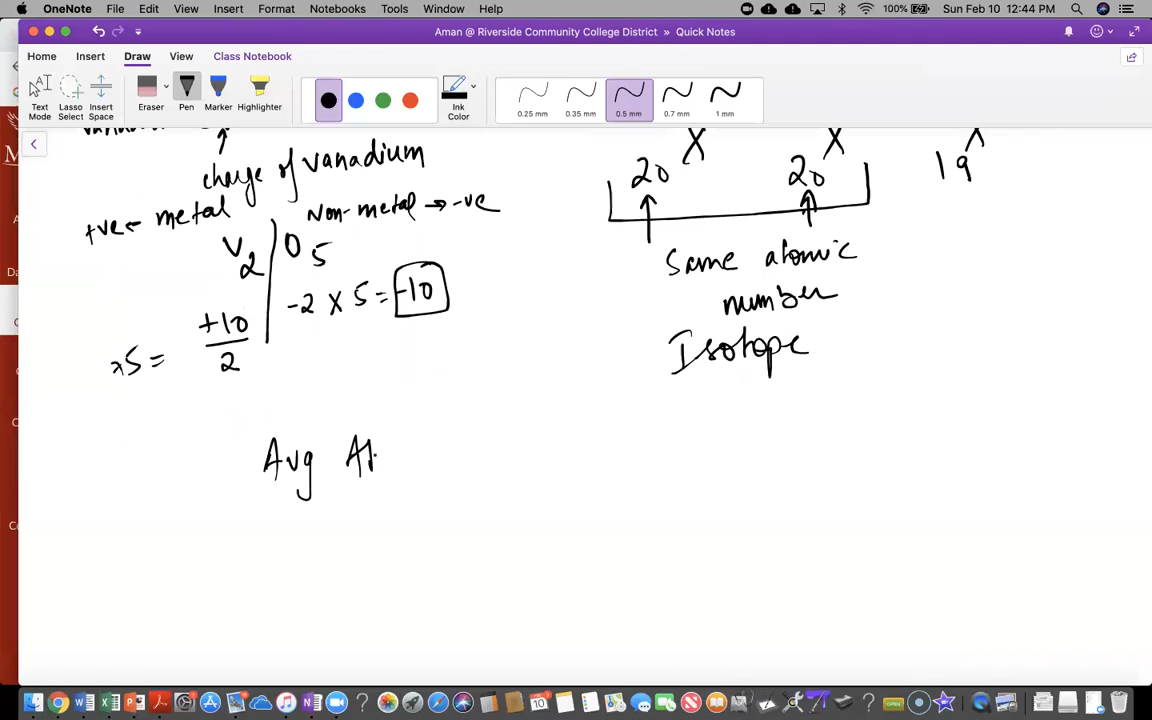 OneNote File Edit View Insert Format Notebooks Tools Window Help 100% Sun Feb 10 12:44 PM
Aman @ Riverside Community College District » Quick Notes
Home Insert Draw View Class Notebook
Text Mode Lasso Select Insert Space Eraser Pen Marker Highlighter Ink Color 0.25 mm 0.35 mm 0.5 mm 0.7 mm 1 mm
charge of vanadium
+ve ← metal Non-metal → -ve
V2 O5
-2 × 5 = -10
+10
2
x5 =
20 X 20 X 19
Same atomic
number
Isotope
Avg At